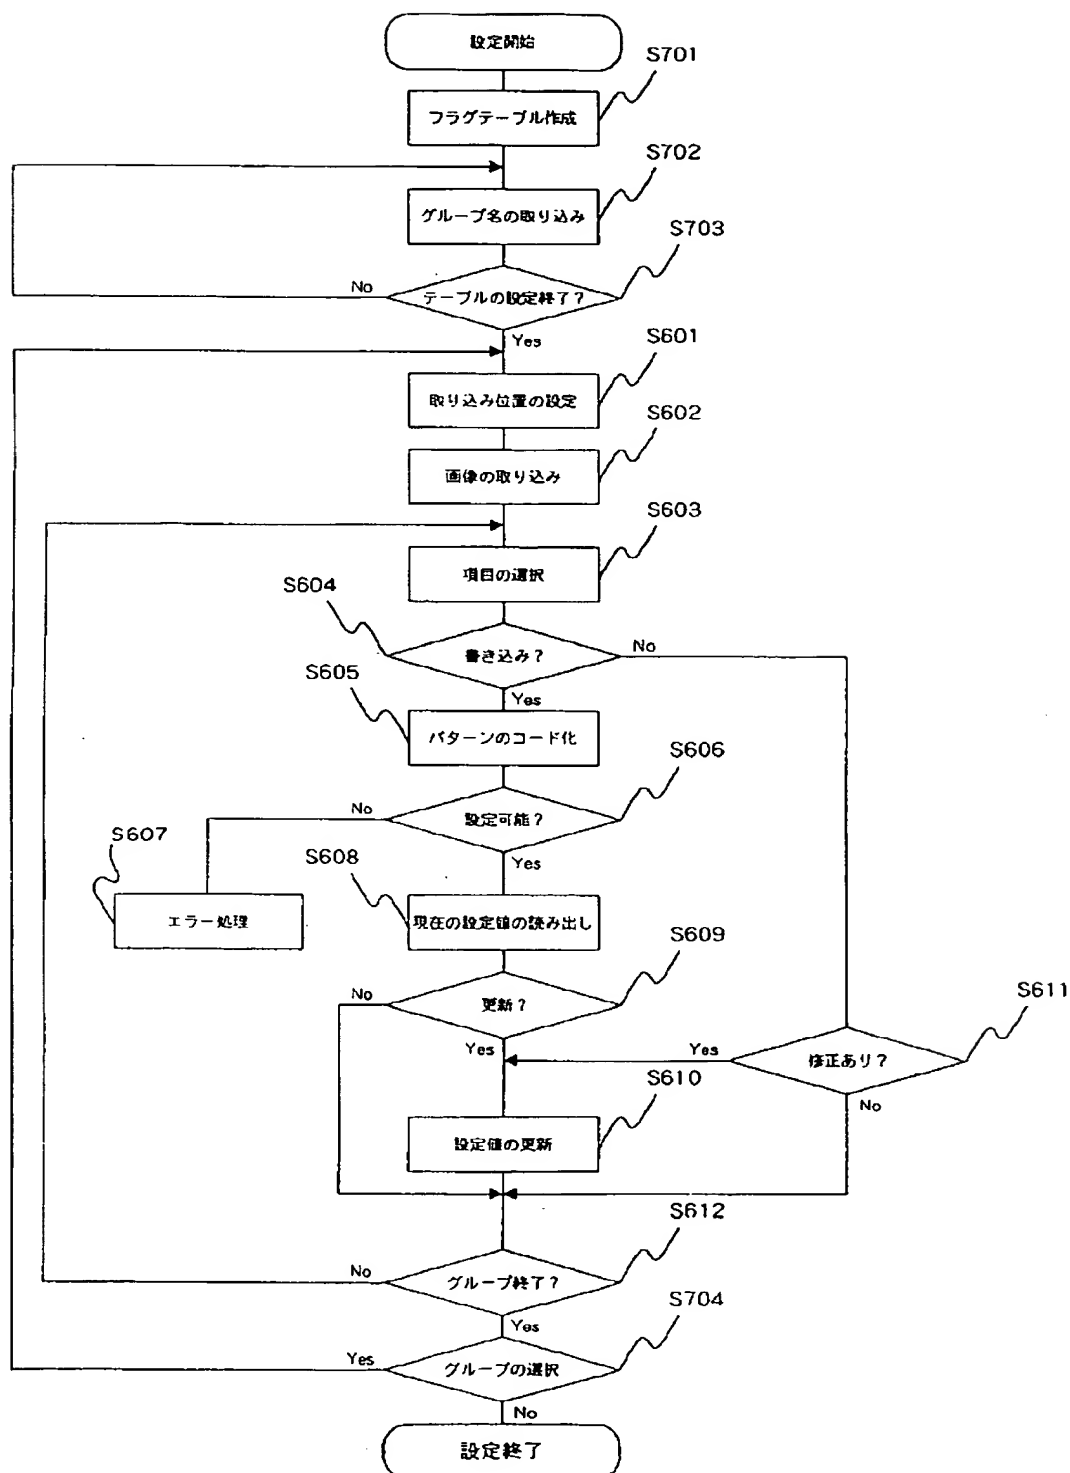 設定開始
S701
フラグテーブル作成
S702
グループ名の取り込み
S703
No
テーブルの設定終了?
Yes
S601
取り込み位置の設定
S602
画像の取り込み
S603
項目の選択
S604
書き込み?
No
Yes
S605
パターンのコード化
S606
No
設定可能?
Yes
S607
エラー処理
S608
現在の設定値の読み出し
S609
No
更新?
Yes
S611
Yes
修正あり?
No
S610
設定値の更新
S612
No
グループ終了?
Yes
S704
Yes
グループの選択
No
設定終了